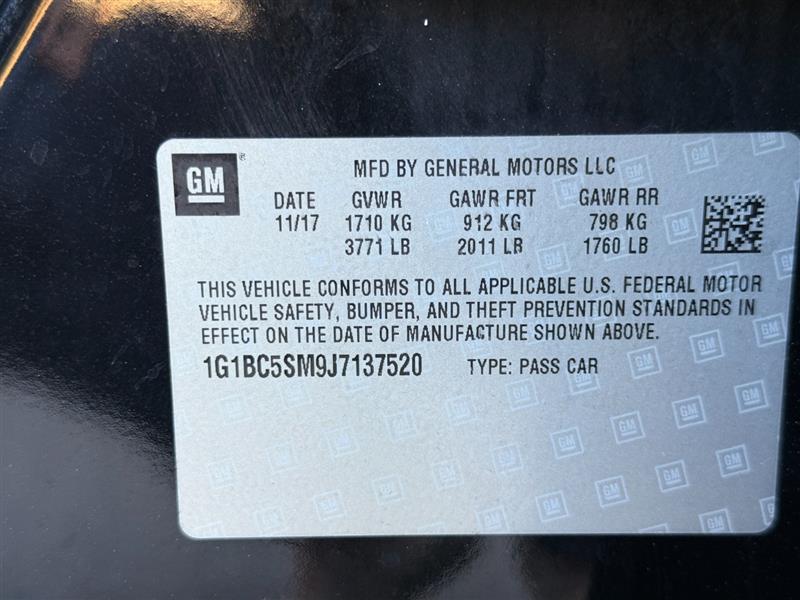 GM ® MFD BY GENERAL MOTORS LLC
DATE GVWR GAWR FRT GAWR RR
11/17 1710 KG 912 KG 798 KG
3771 LB 2011 LB 1760 LB
THIS VEHICLE CONFORMS TO ALL APPLICABLE U.S. FEDERAL MOTOR
VEHICLE SAFETY, BUMPER, AND THEFT PREVENTION STANDARDS IN
EFFECT ON THE DATE OF MANUFACTURE SHOWN ABOVE.
1G1BC5SM9J7137520 TYPE: PASS CAR